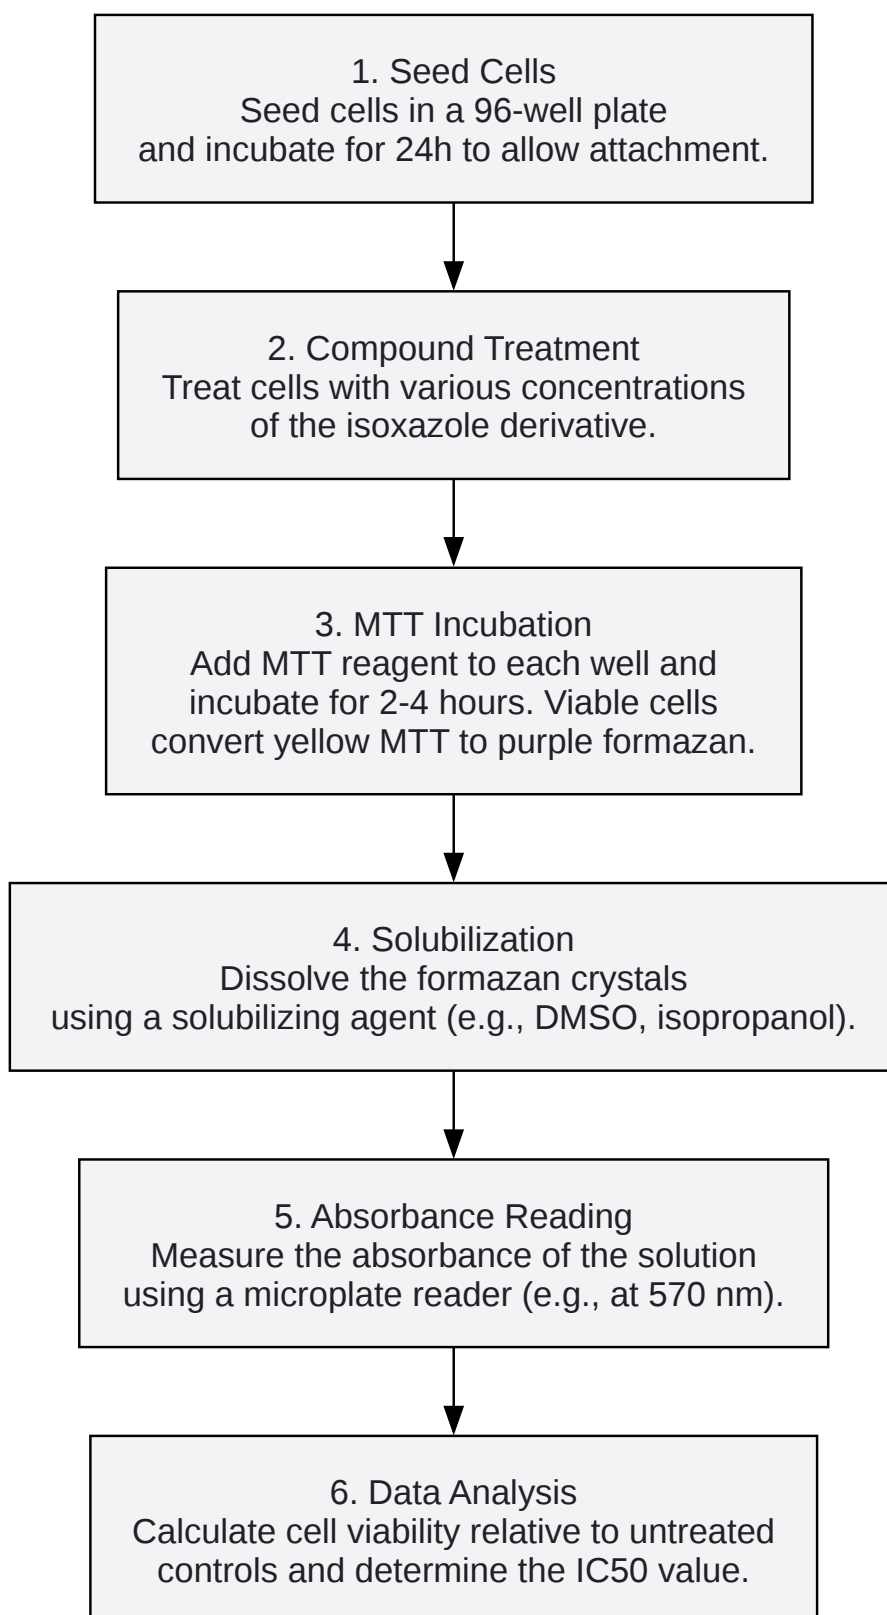 1. Seed Cells
Seed cells in a 96-well plate
and incubate for 24h to allow attachment.
2. Compound Treatment
Treat cells with various concentrations
of the isoxazole derivative.
3. MTT Incubation
Add MTT reagent to each well and
incubate for 2-4 hours. Viable cells
convert yellow MTT to purple formazan.
4. Solubilization
Dissolve the formazan crystals
using a solubilizing agent (e.g., DMSO, isopropanol).
5. Absorbance Reading
Measure the absorbance of the solution
using a microplate reader (e.g., at 570 nm).
6. Data Analysis
Calculate cell viability relative to untreated
controls and determine the IC50 value.